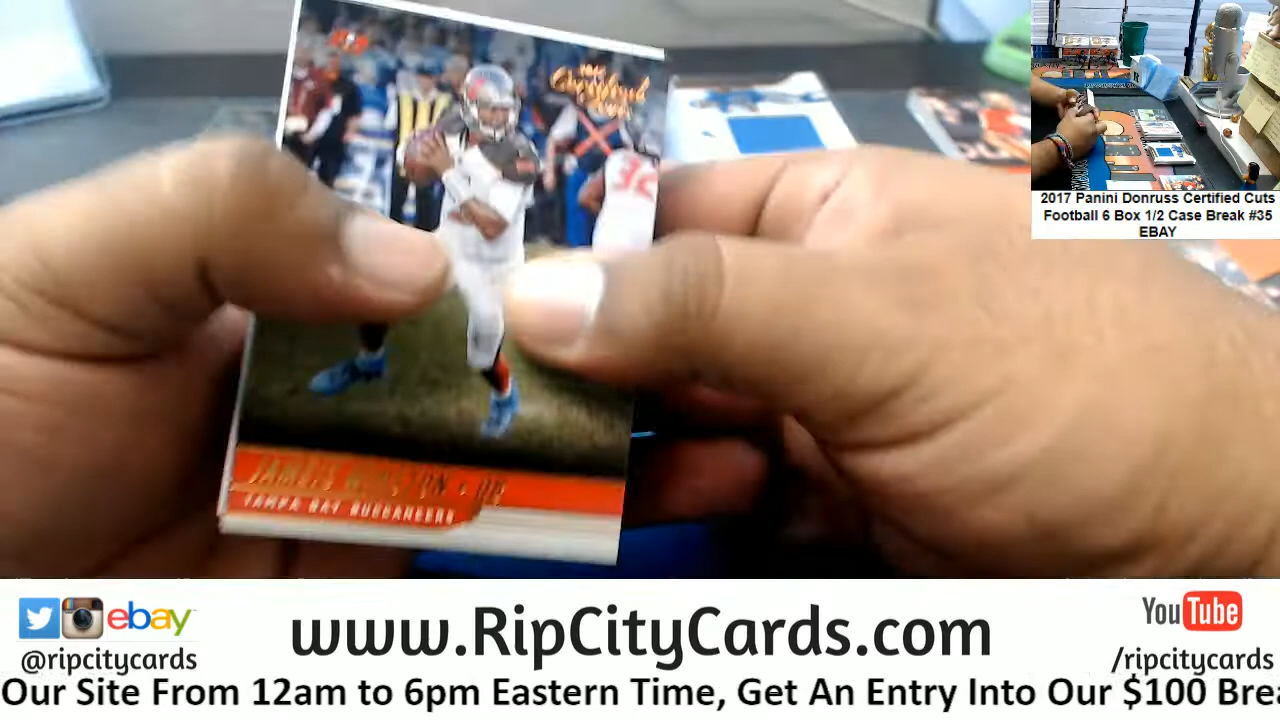 32
JAMEIS WINSTON • QB
TAMPA BAY BUCCANEERS
2017 Panini Donruss Certified Cuts
Football 6 Box 1/2 Case Break #35
EBAY
ebay
@ripcitycards
www.RipCityCards.com
YouTube
/ripcitycards
Our Site From 12am to 6pm Eastern Time, Get An Entry Into Our $100 Brea